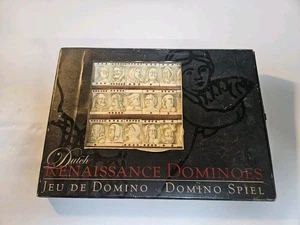 Dutch
RENAISSANCE DOMINOES
JEU DE DOMINO DOMINO SPIEL